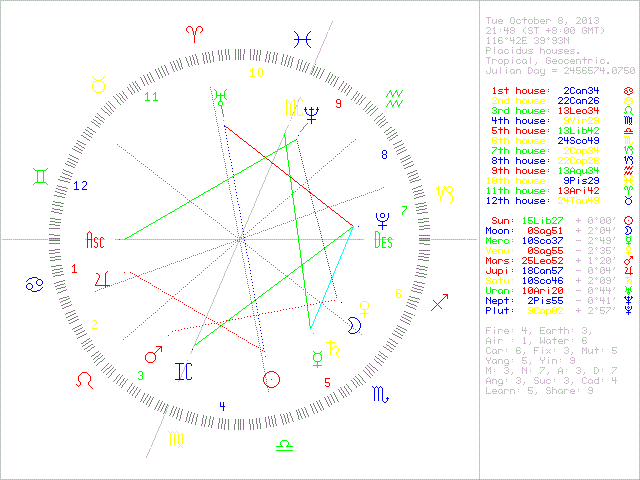 Tue October 8, 2013
21:49 (ST +8:00 GMT)
116°42E 39°93N
Placidus houses.
Tropical, Geocentric.
Julian Day = 2456574.0750
1st house: 2Can34
2nd house: 22Can26
3rd house: 13Leo34
4th house: 9Vir29
5th house: 13Lib42
6th house: 24Sco49
7th house: 2Cap34
8th house: 22Cap26
9th house: 13Aqu34
10th house: 9Pis29
11th house: 13Ari42
12th house: 24Tau49
Sun: 15Lib27 + 0°00'
Moon: 0Sag51 + 2°04'
Merc: 10Sco37 - 2°49'
Venu: 0Sag55 - 2°35'
Mars: 25Leo52 + 1°20'
Jupi: 18Can57 + 0°04'
Satu: 10Sco46 + 2°09'
Uran: 10Ari20 - 0°43'
Nept: 2Pis55 - 0°41'
Plut: 9Cap02 + 2°57'
Fire: 4, Earth: 3,
Air : 1, Water: 6
Car: 6, Fix: 3, Mut: 5
Yang: 5, Yin: 9
M: 3, N: 7, A: 3, D: 7
Ang: 3, Suc: 3, Cad: 4
Learn: 5, Share: 9
10
11
9
MC
12
8
Asc
7
Des
1
6
2
3
IC
4
5